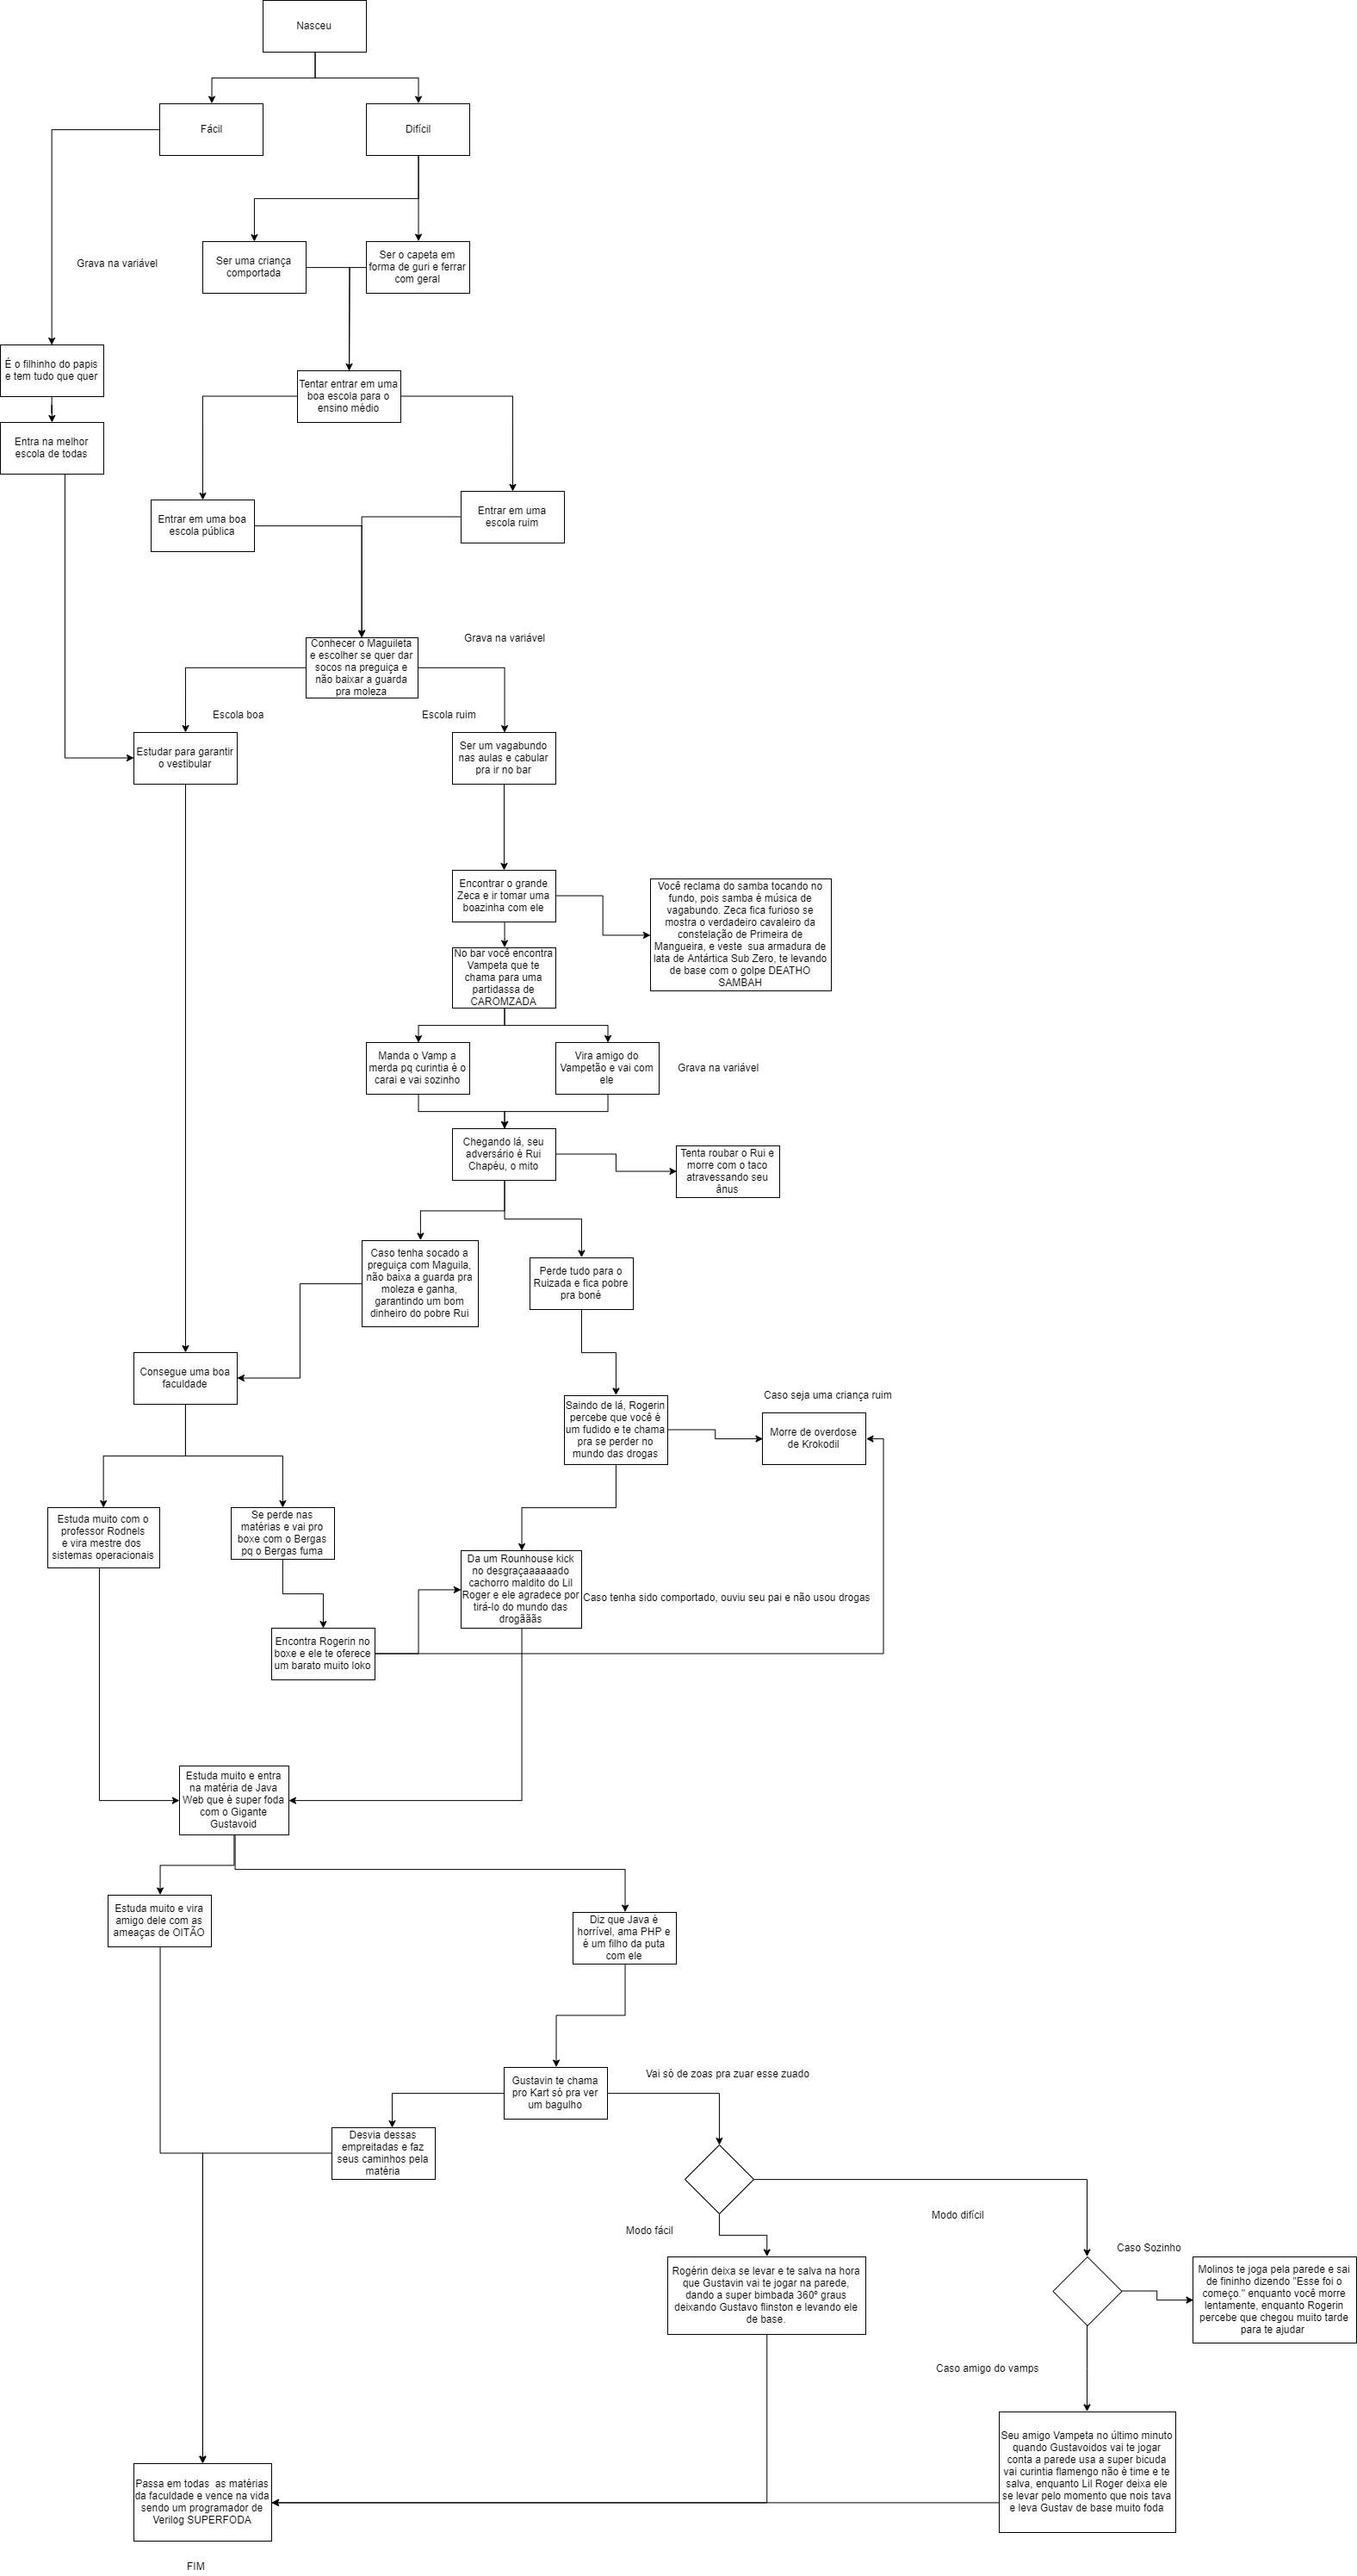 Nasceu
Fácil
Difícil
Ser uma criança
comportada
Ser o capeta em
forma de guri e ferrar
com geral
Grava na variável
É o filhinho do papis
e tem tudo que quer
Tentar entrar em uma
boa escola para o
ensino médio
Entra na melhor
escola de todas
Entrar em uma boa
escola pública
Entrar em uma
escola ruim
Conhecer o Maguileta
e escolher se quer dar
socos na preguiça e
não baixar a guarda
pra moleza
Grava na variável
Escola boa
Escola ruim
Estudar para garantir
o vestibular
Ser um vagabundo
nas aulas e cabular
pra ir no bar
Encontrar o grande
Zeca e ir tomar uma
boazinha com ele
Você reclama do samba tocando no
fundo, pois samba é música de
vagabundo. Zeca fica furioso se
mostra o verdadeiro cavaleiro da
constelação de Primeira de
Mangueira, e veste sua armadura de
lata de Antártica Sub Zero, te levando
de base com o golpe DEATHO
SAMBAH
No bar você encontra
Vampeta que te
chama para uma
partidassa de
CAROMZADA
Manda o Vamp a
merda pq curintia é o
carai e vai sozinho
Vira amigo do
Vampetão e vai com
ele
Grava na variável
Chegando lá, seu
adversário é Rui
Chapéu, o mito
Tenta roubar o Rui e
morre com o taco
atravessando seu
ânus
Caso tenha socado a
preguiça com Maguila,
não baixa a guarda pra
moleza e ganha,
garantindo um bom
dinheiro do pobre Rui
Perde tudo para o
Ruizada e fica pobre
pra boné
Consegue uma boa
faculdade
Saindo de lá, Rogerin
percebe que você é
um fudido e te chama
pra se perder no
mundo das drogas
Caso seja uma criança ruim
Morre de overdose
de Krokodil
Estuda muito com o
professor Rodnels
e vira mestre dos
sistemas operacionais
Se perde nas
matérias e vai pro
boxe com o Bergas
pq o Bergas fuma
Da um Rounhouse kick
no desgraçaaaaaado
cachorro maldito do Lil
Roger e ele agradece por
tirá-lo do mundo das
drogããs
Caso tenha sido comportado, ouviu seu pai e não usou drogas
Encontra Rogerin no
boxe e ele te oferece
um barato muito loko
Estuda muito e entra
na matéria de Java
Web que é super foda
com o Gigante
Gustavoid
Estuda muito e vira
amigo dele com as
ameaças de OITÃO
Diz que Java é
horrível, ama PHP e
é um filho da puta
com ele
Gustavin te chama
pro Kart só pra ver
um bagulho
Vai só de zoas pra zuar esse zuado
Desvia dessas
empreitadas e faz
seus caminhos pela
matéria
Modo fácil
Modo difícil
Rogérin deixa se levar e te salva na hora
que Gustavin vai te jogar na parede,
dando a super bimbada 360º graus
deixando Gustavo flinston e levando ele
de base.
Caso Sozinho
Molinos te joga pela parede e sai
de fininho dizendo "Esse foi o
começo." enquanto você morre
lentamente, enquanto Rogerin
percebe que chegou muito tarde
para te ajudar
Caso amigo do vamps
Seu amigo Vampeta no último minuto
quando Gustavoidos vai te jogar
conta a parede usa a super bicuda
vai curintia flamengo não é time e te
salva, enquanto Lil Roger deixa ele
se levar pelo momento que nois tava
e leva Gustav de base muito foda
Passa em todas as matérias
da faculdade e vence na vida
sendo um programador de
Verilog SUPERFODA
FIM